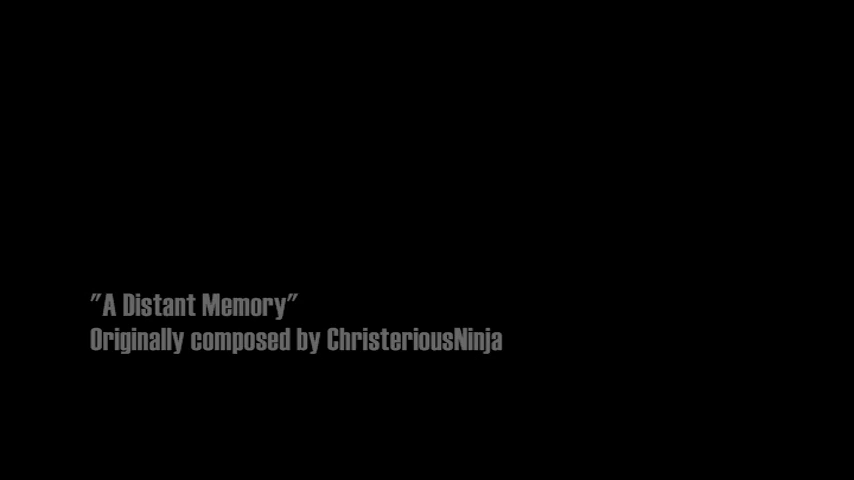 "A Distant Memory"
Originally composed by ChristeriousNinja